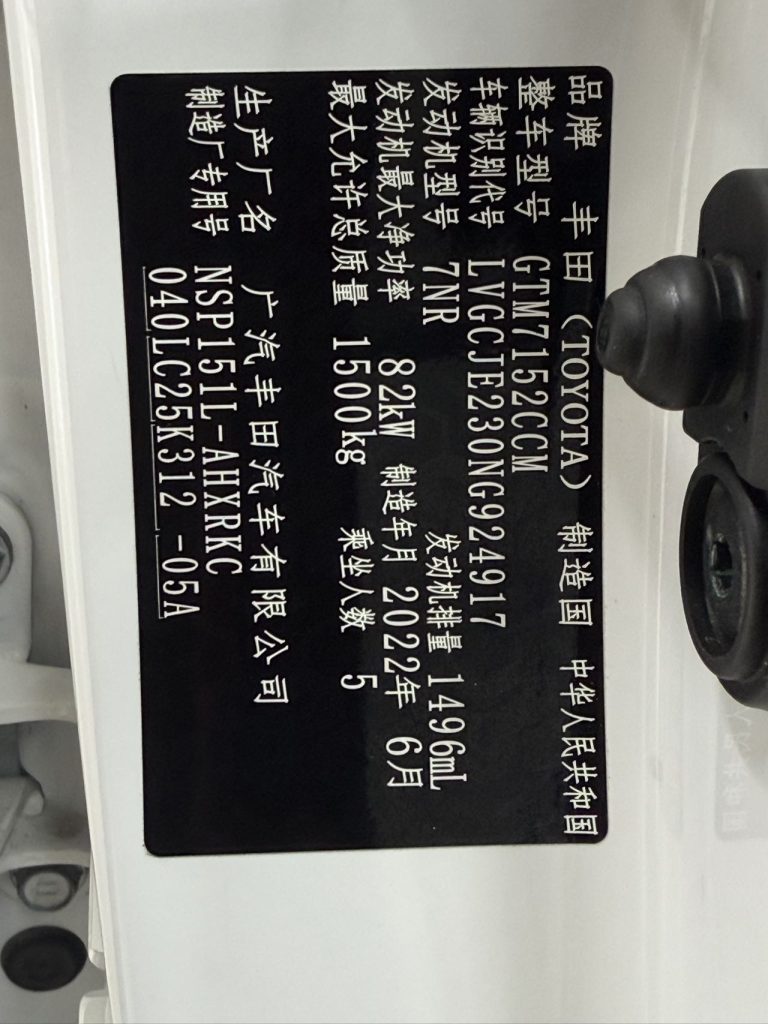 品牌 丰田（TOYOTA） 制造国 中华人民共和国
整车型号 GTM7152CCM
车辆识别代号 LVGCJE230NG924917
发动机型号 7NR 发动机排量 1496mL
发动机最大净功率 82kW 制造年月 2022年 6月
最大允许总质量 1500kg 乘坐人数 5
生产厂名 广汽丰田汽车有限公司
制造厂专用号 NSP151L-AHXRKC
040LC25K312 -05A